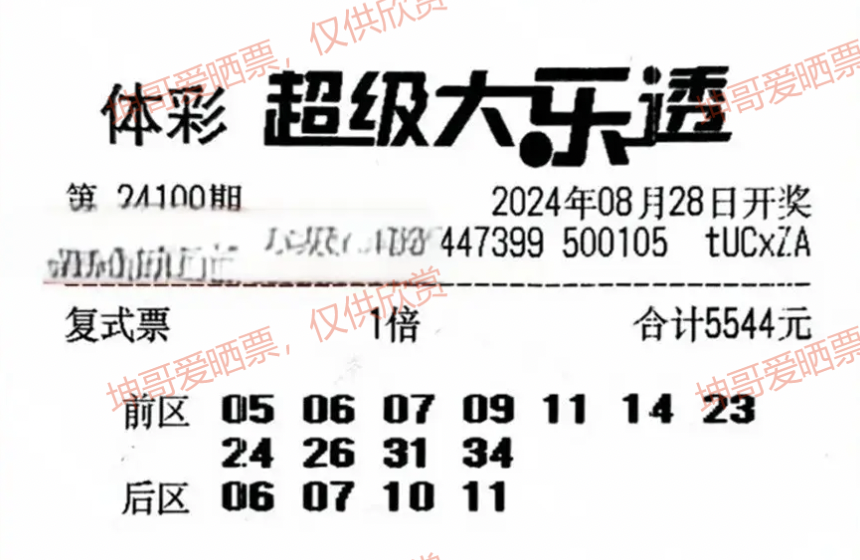 坤哥爱晒票，仅供欣赏
坤哥爱晒票
体彩 超级大乐透
第 24100期 2024年08月28日开奖
447399 500105 tUCxZA
复式票 1倍 合计5544元
坤哥爱晒票，仅供欣赏
坤哥爱晒票
前区 05 06 07 09 11 14 23
24 26 31 34
后区 06 07 10 11